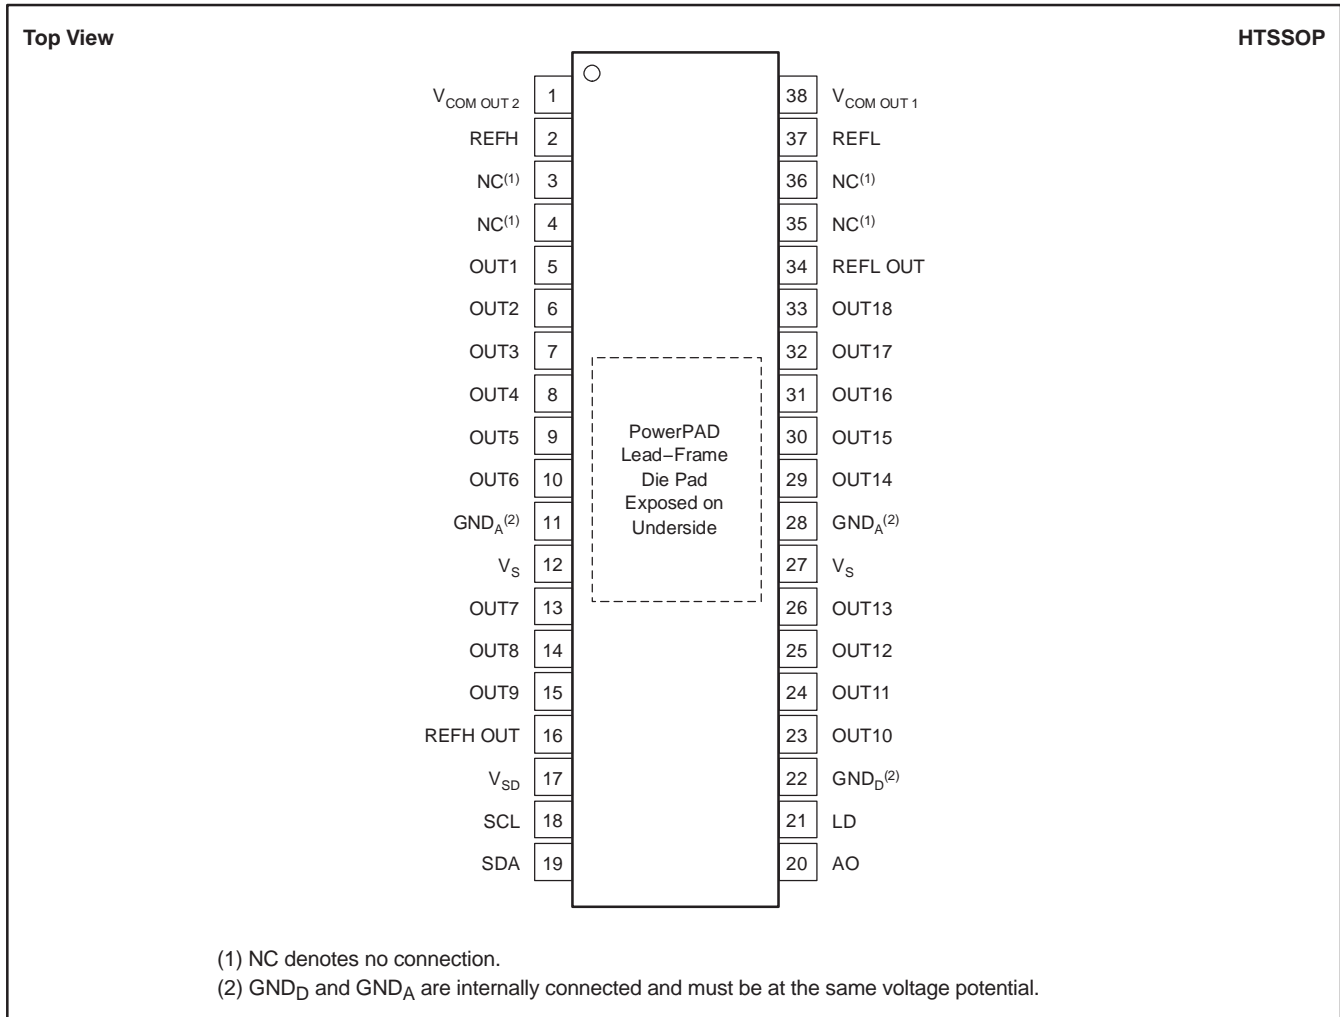 Top View HTSSOP
V_COM OUT 2 1 38 V_COM OUT 1
REFH 2 37 REFL
NC(1) 3 36 NC(1)
NC(1) 4 35 NC(1)
OUT1 5 34 REFL OUT
OUT2 6 33 OUT18
OUT3 7 32 OUT17
OUT4 8 31 OUT16
OUT5 9 30 OUT15
OUT6 10 29 OUT14
GND_A(2) 11 28 GND_A(2)
V_S 12 27 V_S
OUT7 13 26 OUT13
OUT8 14 25 OUT12
OUT9 15 24 OUT11
REFH OUT 16 23 OUT10
V_SD 17 22 GND_D(2)
SCL 18 21 LD
SDA 19 20 AO
PowerPAD
Lead−Frame
Die Pad
Exposed on
Underside
(1) NC denotes no connection.
(2) GND_D and GND_A are internally connected and must be at the same voltage potential.